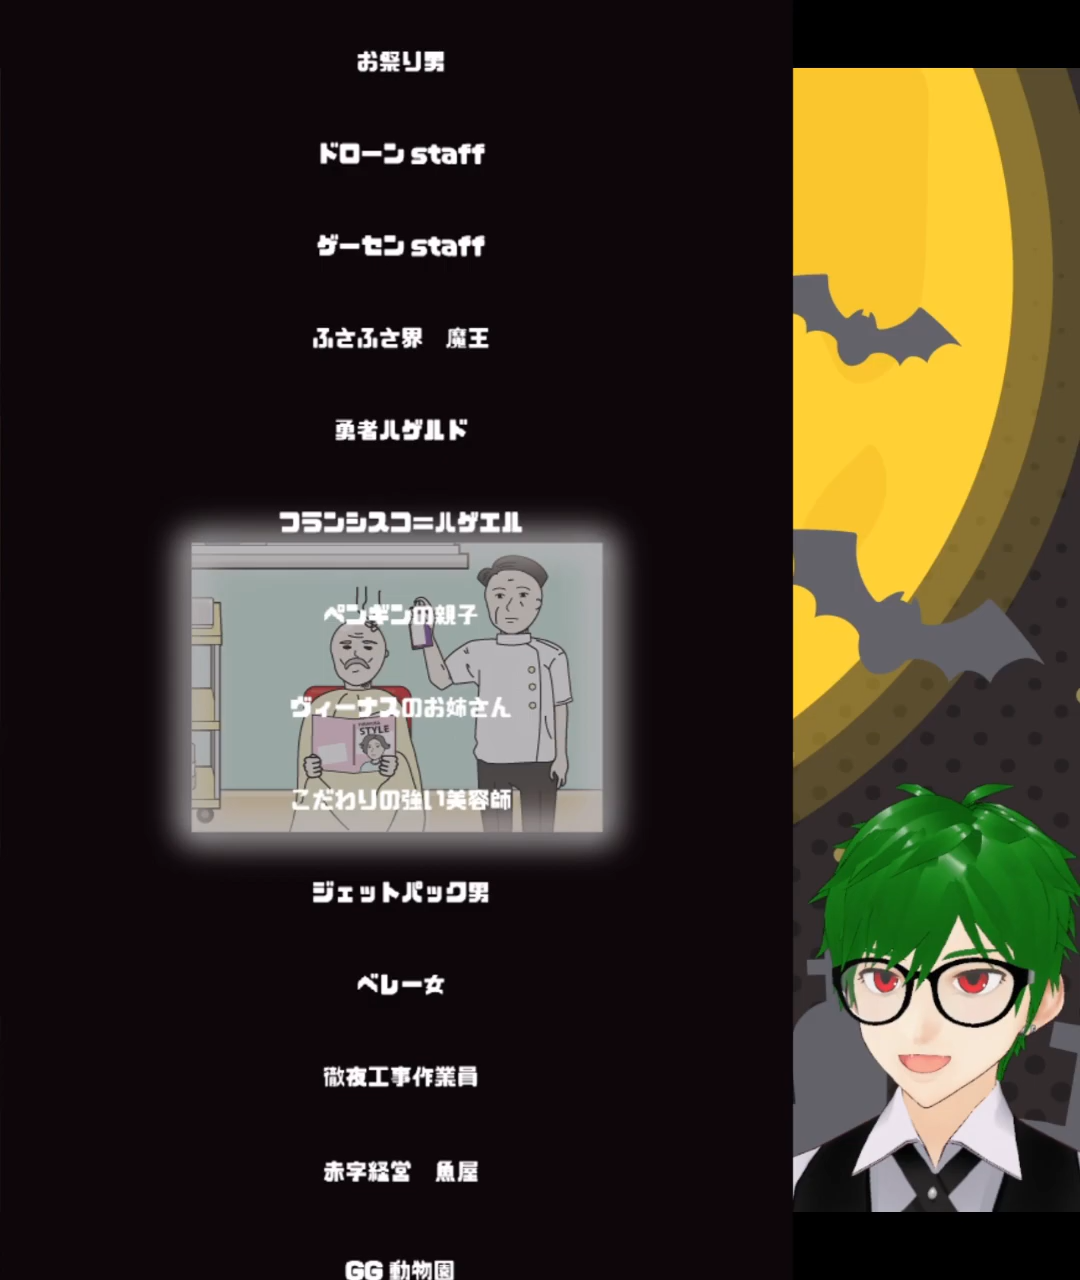 お祭り男
ドローン staff
ゲーセン staff
ふさふさ界　魔王
勇者ハゲルド
フランシスコ＝ハゲエル
ペンギンの親子
ヴィーナスのお姉さん
STYLE
こだわりの強い美容師
ジェットパック男
ベレー女
徹夜工事作業員
赤字経営　魚屋
GG 動物園